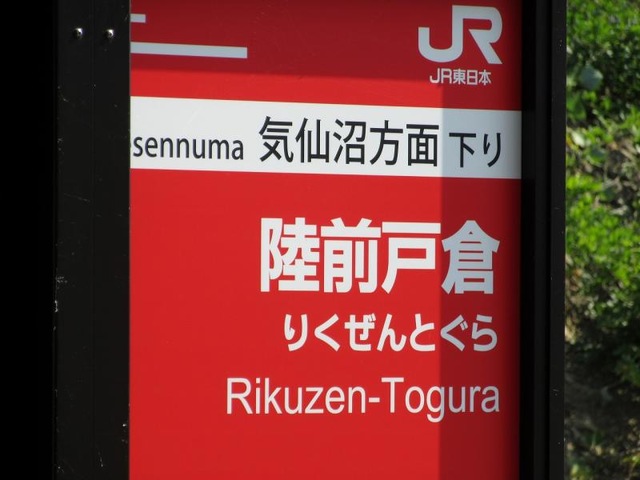 JR
JR東日本
sennuma 気仙沼方面 下り
陸前戸倉
りくぜんとぐら
Rikuzen-Togura